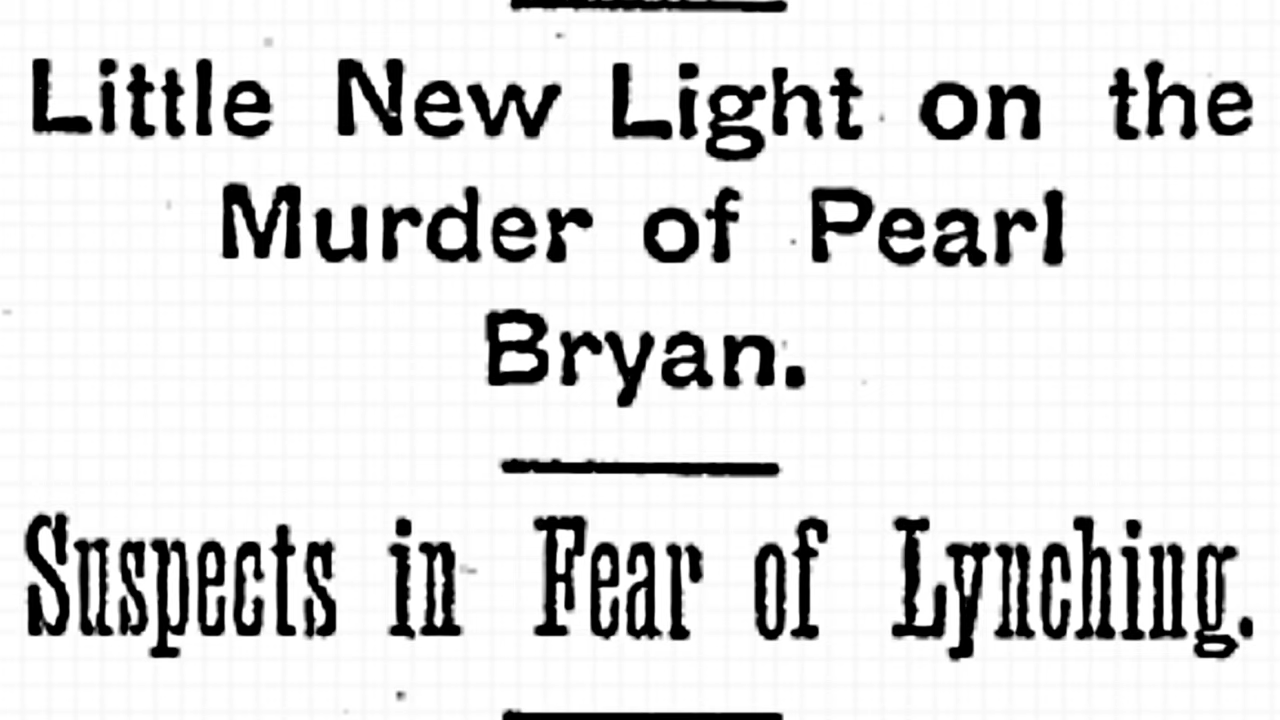 Little New Light on the
Murder of Pearl
Bryan.
Suspects in Fear of Lynching.